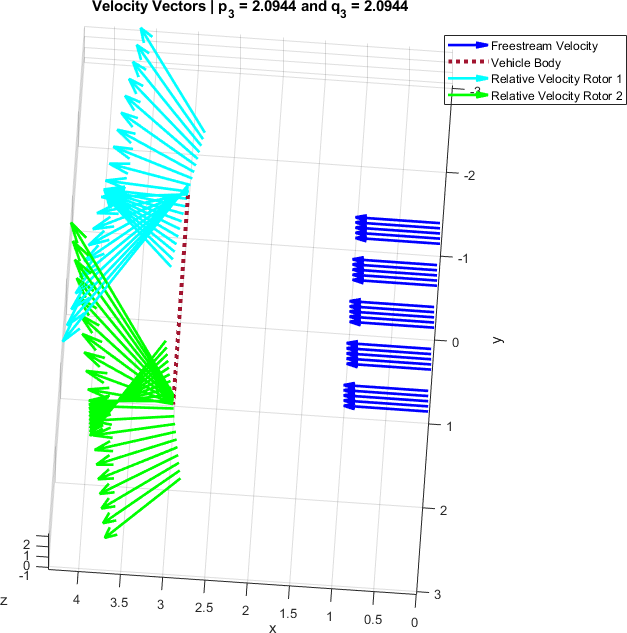 Velocity Vectors | p3 = 2.0944 and q3 = 2.0944
Freestream Velocity
Vehicle Body
Relative Velocity Rotor 1
Relative Velocity Rotor 2
-3
-2
-1
0
y
1
2
3
2
1
0
-1
z
4
3.5
3
2.5
2
1.5
1
0.5
0
x